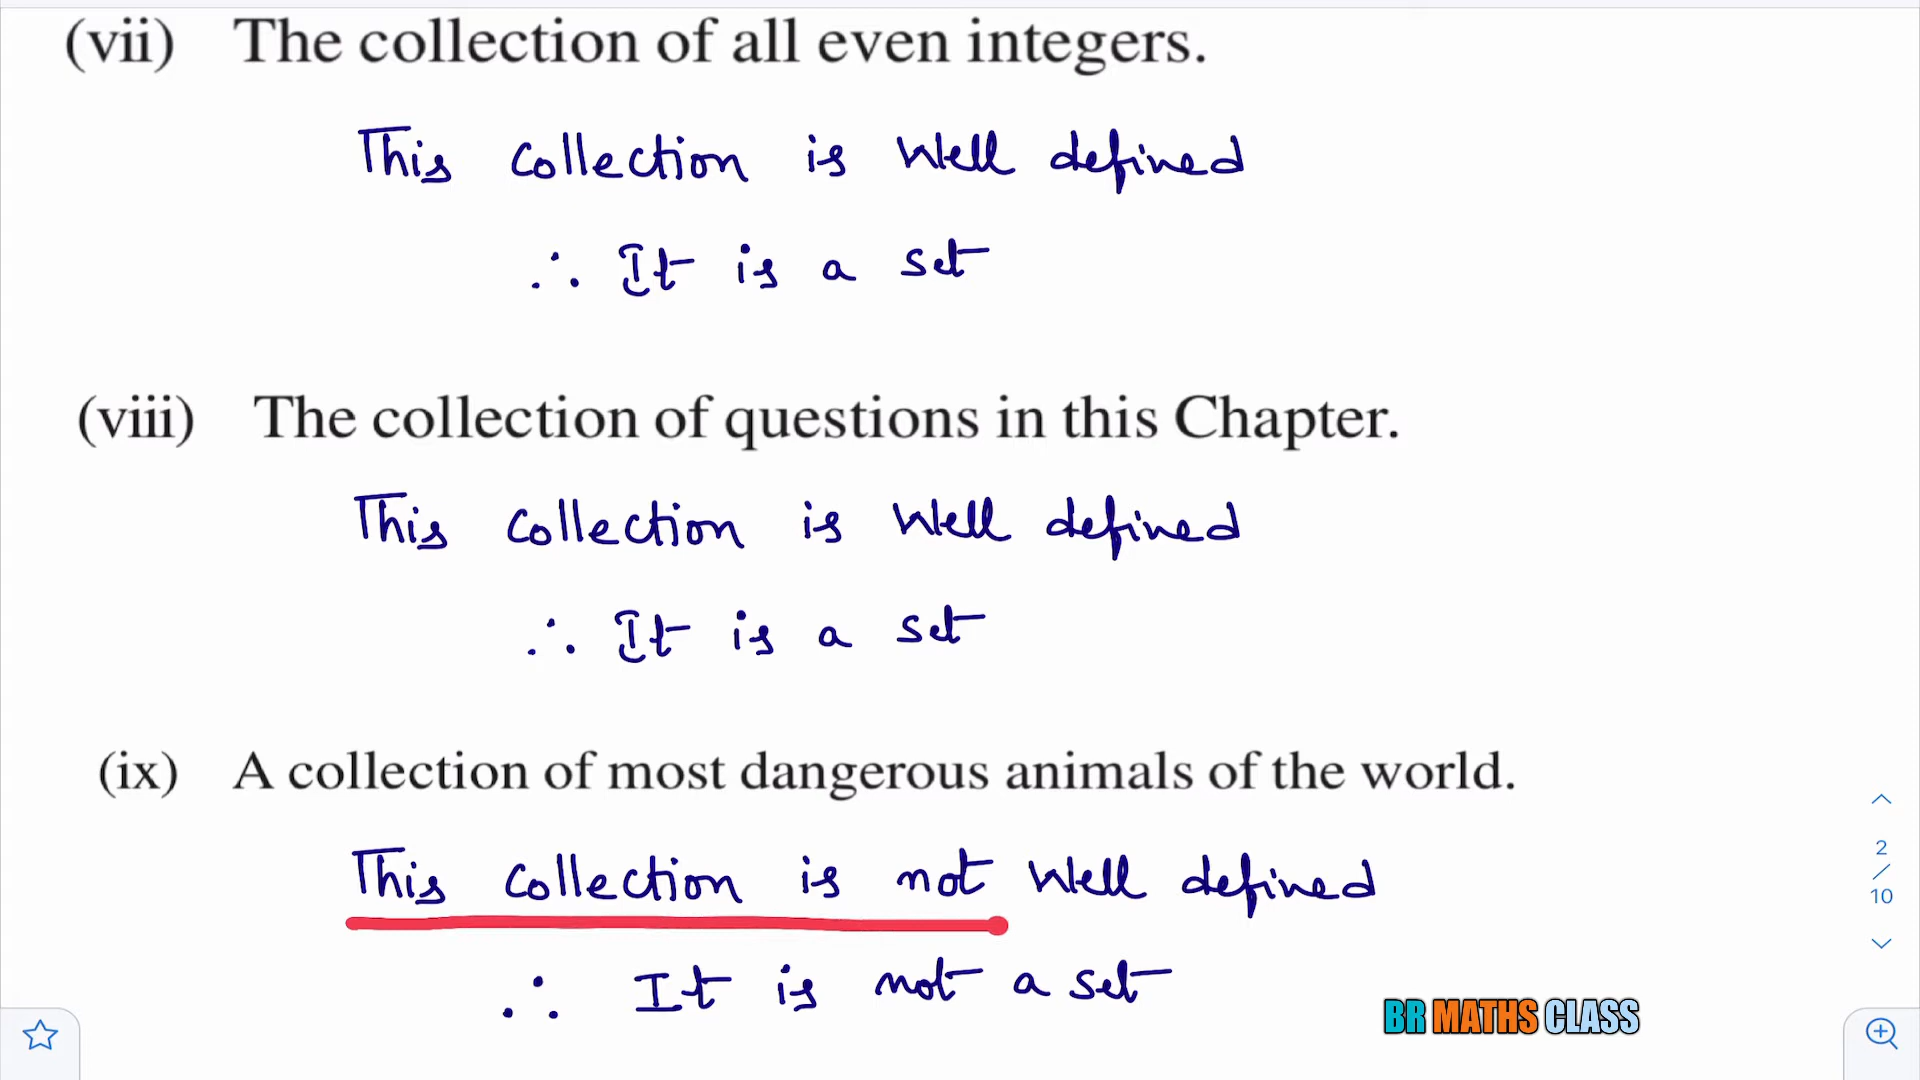 (vii) The collection of all even integers.
This collection is well defined
∴ It is a set
(viii) The collection of questions in this Chapter.
This collection is well defined
∴ It is a set
(ix) A collection of most dangerous animals of the world.
This collection is not well defined
∴ It is not a set
2
/
10
BR MATHS CLASS